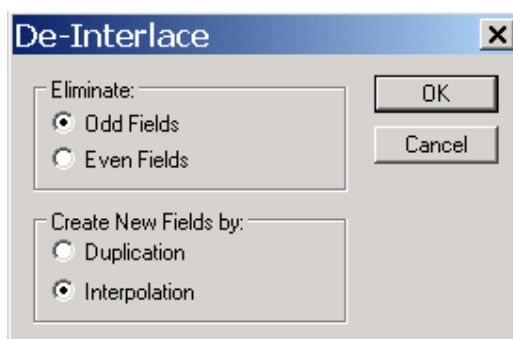 De-Interlace
Eliminate:
Odd Fields
Even Fields
OK
Cancel
Create New Fields by:
Duplication
Interpolation